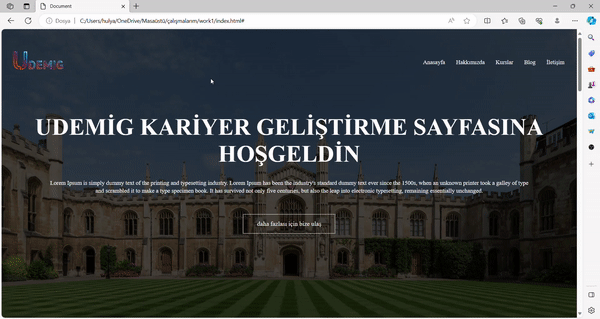 Document
Dosya C:/Users/hulya/OneDrive/Masaüstü/çalışmalarım/work1/index.html#
UDEMİG
Anasayfa Hakkımızda Kurslar Blog İletişim
UDEMİG KARİYER GELİŞTİRME SAYFASINA
HOŞGELDİN
Lorem Ipsum is simply dummy text of the printing and typesetting industry. Lorem Ipsum has been the industry's standard dummy text ever since the 1500s, when an unknown printer took a galley of type
and scrambled it to make a type specimen book. It has survived not only five centuries, but also the leap into electronic typesetting, remaining essentially unchanged.
daha fazlası için bize ulaş